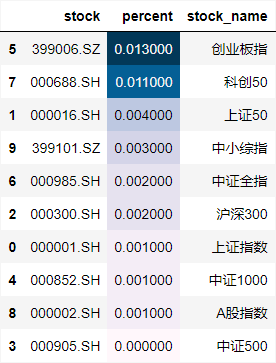 stock percent stock_name
5 399006.SZ 0.013000 创业板指
7 000688.SH 0.011000 科创50
1 000016.SH 0.004000 上证50
9 399101.SZ 0.003000 中小综指
6 000985.SH 0.002000 中证全指
2 000300.SH 0.002000 沪深300
0 000001.SH 0.001000 上证指数
4 000852.SH 0.001000 中证1000
8 000002.SH 0.001000 A股指数
3 000905.SH 0.000000 中证500